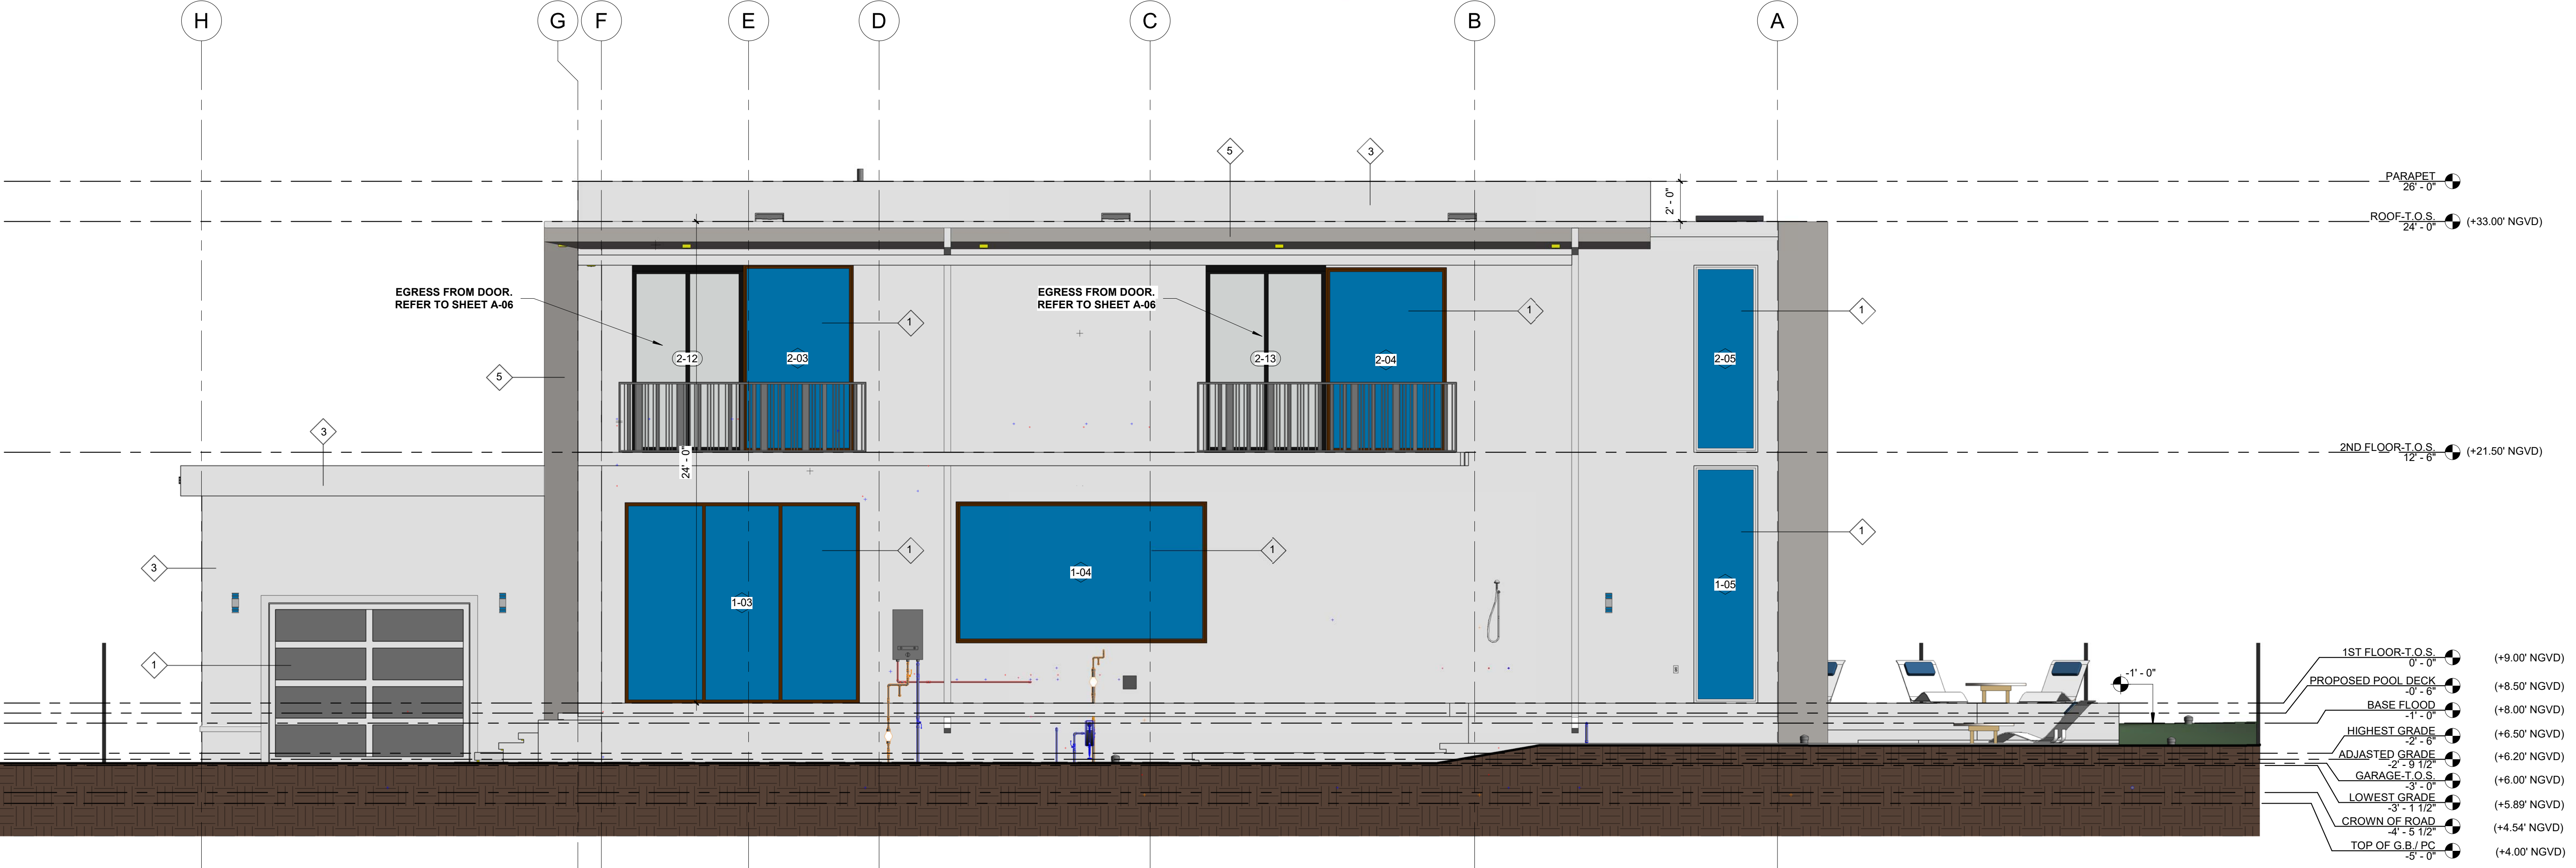 H
G
F
E
D
C
B
A
5
3
PARAPET
26' - 0"
2' - 0"
ROOF-T.O.S.
24' - 0"
(+33.00' NGVD)
EGRESS FROM DOOR.
REFER TO SHEET A-06
EGRESS FROM DOOR.
REFER TO SHEET A-06
1
1
1
2-12
2-03
2-13
2-04
2-05
5
3
24' - 0"
2ND FLOOR-T.O.S.
12' - 6"
(+21.50' NGVD)
1
1
1
3
1-03
1-04
1-05
1
1ST FLOOR-T.O.S.
0' - 0"
(+9.00' NGVD)
-1' - 0"
PROPOSED POOL DECK
-0' - 6"
(+8.50' NGVD)
BASE FLOOD
-1' - 0"
(+8.00' NGVD)
HIGHEST GRADE
-2' - 6"
(+6.50' NGVD)
ADJASTED GRADE
-2' - 9 1/2"
(+6.20' NGVD)
GARAGE-T.O.S.
-3' - 0"
(+6.00' NGVD)
LOWEST GRADE
-3' - 1 1/2"
(+5.89' NGVD)
CROWN OF ROAD
-4' - 5 1/2"
(+4.54' NGVD)
TOP OF G.B./ PC
-5' - 0"
(+4.00' NGVD)